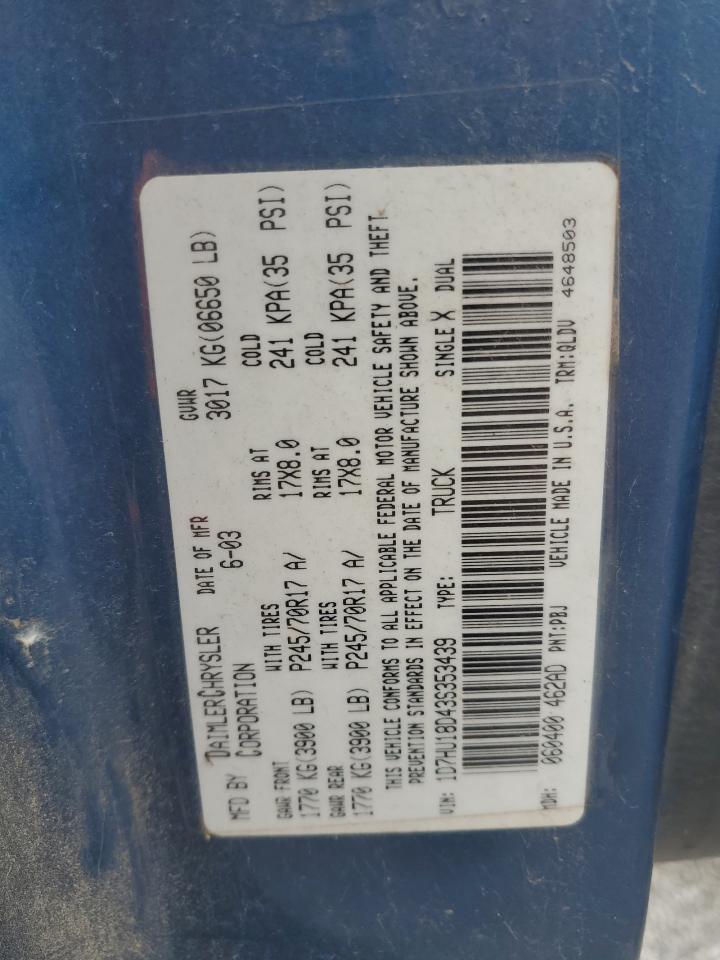 MFD BY DAIMLERCHRYSLER CORPORATION DATE OF MFR 6-03 GVWR 3017 KG(06650 LB)
GAWR FRONT WITH TIRES RIMS AT COLD
1770 KG(3900 LB) P245/70R17 A/ 17X8.0 241 KPA(35 PSI)
GAWR REAR WITH TIRES RIMS AT COLD
1770 KG(3900 LB) P245/70R17 A/ 17X8.0 241 KPA(35 PSI)
THIS VEHICLE CONFORMS TO ALL APPLICABLE FEDERAL MOTOR VEHICLE SAFETY AND THEFT
PREVENTION STANDARDS IN EFFECT ON THE DATE OF MANUFACTURE SHOWN ABOVE.
VIN: 1D7HU18D43S353439 TYPE: TRUCK SINGLE X DUAL
MDH: 060400 462AD PNT:PBJ VEHICLE MADE IN U.S.A. TRM:QLDV 4648503